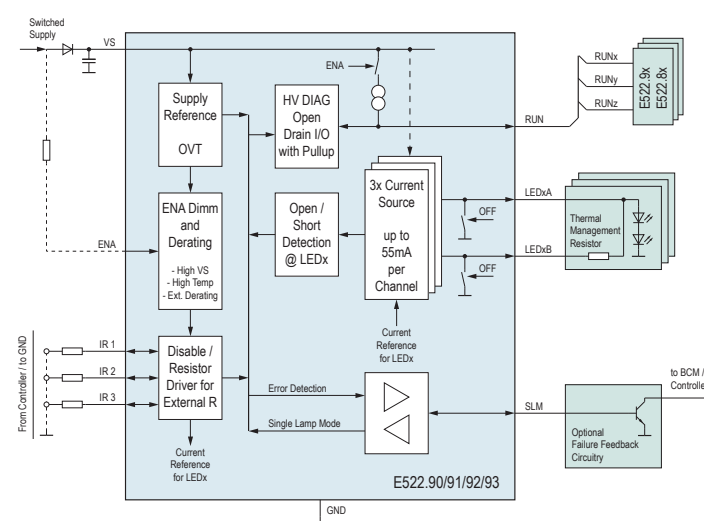 Switched
Supply
VS
ENA
RUNx
RUNy
RUNz
E522.9x
E522.8x
Supply
Reference
OVT
HV DIAG
Open
Drain I/O
with Pullup
RUN
ENA Dimm
and
Derating
- High VS
- High Temp
- Ext. Derating
ENA
Open /
Short
Detection
@ LEDx
3x Current
Source
up to
55mA
per
Channel
OFF
OFF
LEDxA
LEDxB
Thermal
Management
Resistor
Current
Reference
for LEDx
From Controller / to GND
IR 1
IR 2
IR 3
Disable /
Resistor
Driver for
External R
Current
Reference
for LEDx
Error Detection
Single Lamp Mode
SLM
to BCM /
Controlle
Optional
Failure Feedback
Circuitry
E522.90/91/92/93
GND